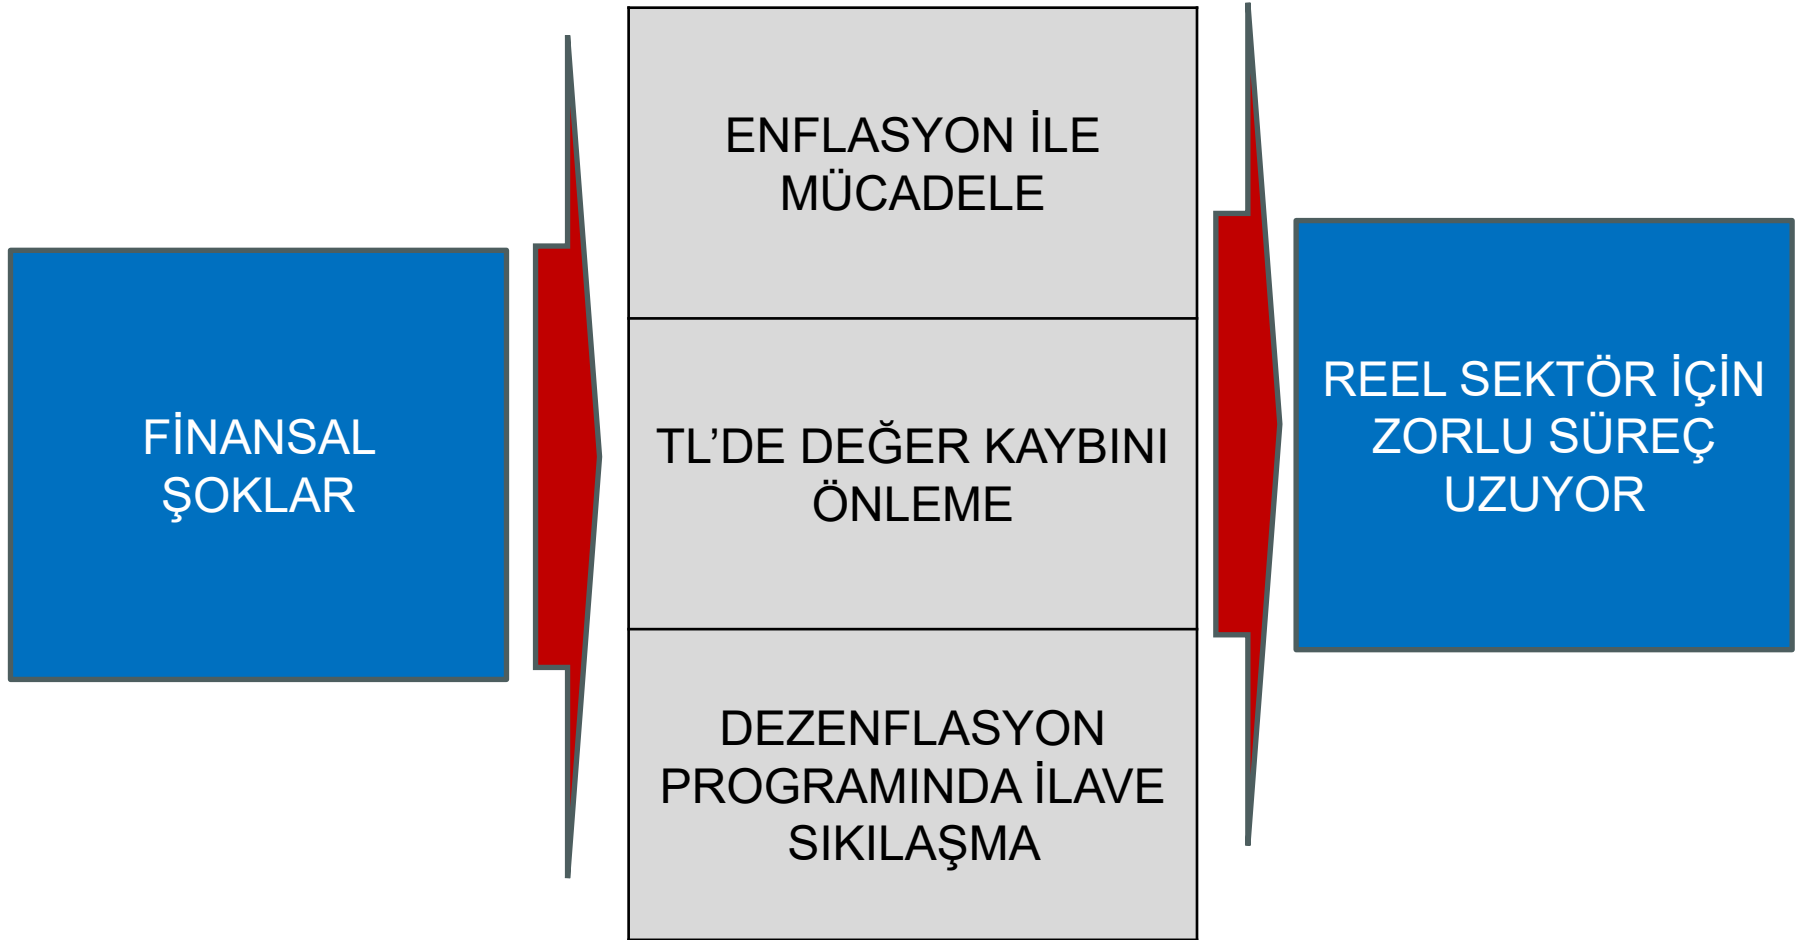 FİNANSAL
ŞOKLAR
ENFLASYON İLE
MÜCADELE
TL’DE DEĞER KAYBINI
ÖNLEME
DEZENFLASYON
PROGRAMINDA İLAVE
SIKILAŞMA
REEL SEKTÖR İÇİN
ZORLU SÜREÇ
UZUYOR